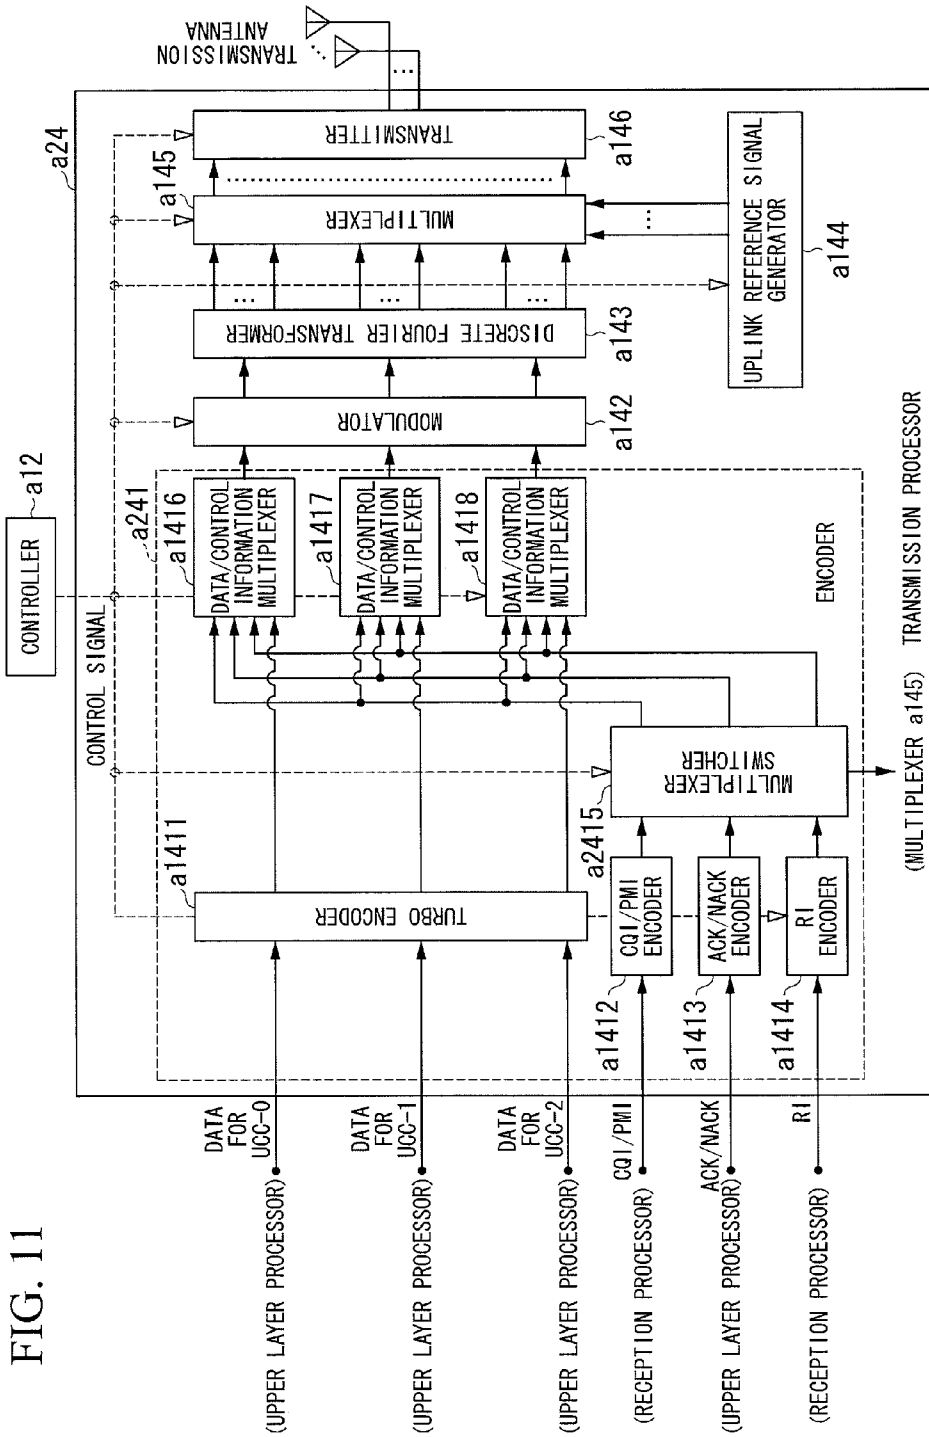 FIG. 11
CONTROLLER
a12
CONTROL SIGNAL
a24
a241
TRANSMISSION
ANTENNA
(UPPER LAYER PROCESSOR)
DATA
FOR
UCC-0
(UPPER LAYER PROCESSOR)
DATA
FOR
UCC-1
(UPPER LAYER PROCESSOR)
DATA
FOR
UCC-2
(RECEPTION PROCESSOR)
CQI/PMI
(UPPER LAYER PROCESSOR)
ACK/NACK
(RECEPTION PROCESSOR)
RI
a1411
TURBO ENCODER
a1412
CQI/PMI
ENCODER
a1413
ACK/NACK
ENCODER
a1414
RI
ENCODER
a2415
MULTIPLEXER
SWITCHER
a1416
DATA/CONTROL
INFORMATION
MULTIPLEXER
a1417
DATA/CONTROL
INFORMATION
MULTIPLEXER
a1418
DATA/CONTROL
INFORMATION
MULTIPLEXER
ENCODER
MODULATOR
a142
DISCRETE FOURIER TRANSFORMER
a143
a145
MULTIPLEXER
TRANSMITTER
a146
UPLINK REFERENCE SIGNAL
GENERATOR
a144
(MULTIPLEXER a145)
TRANSMISSION PROCESSOR